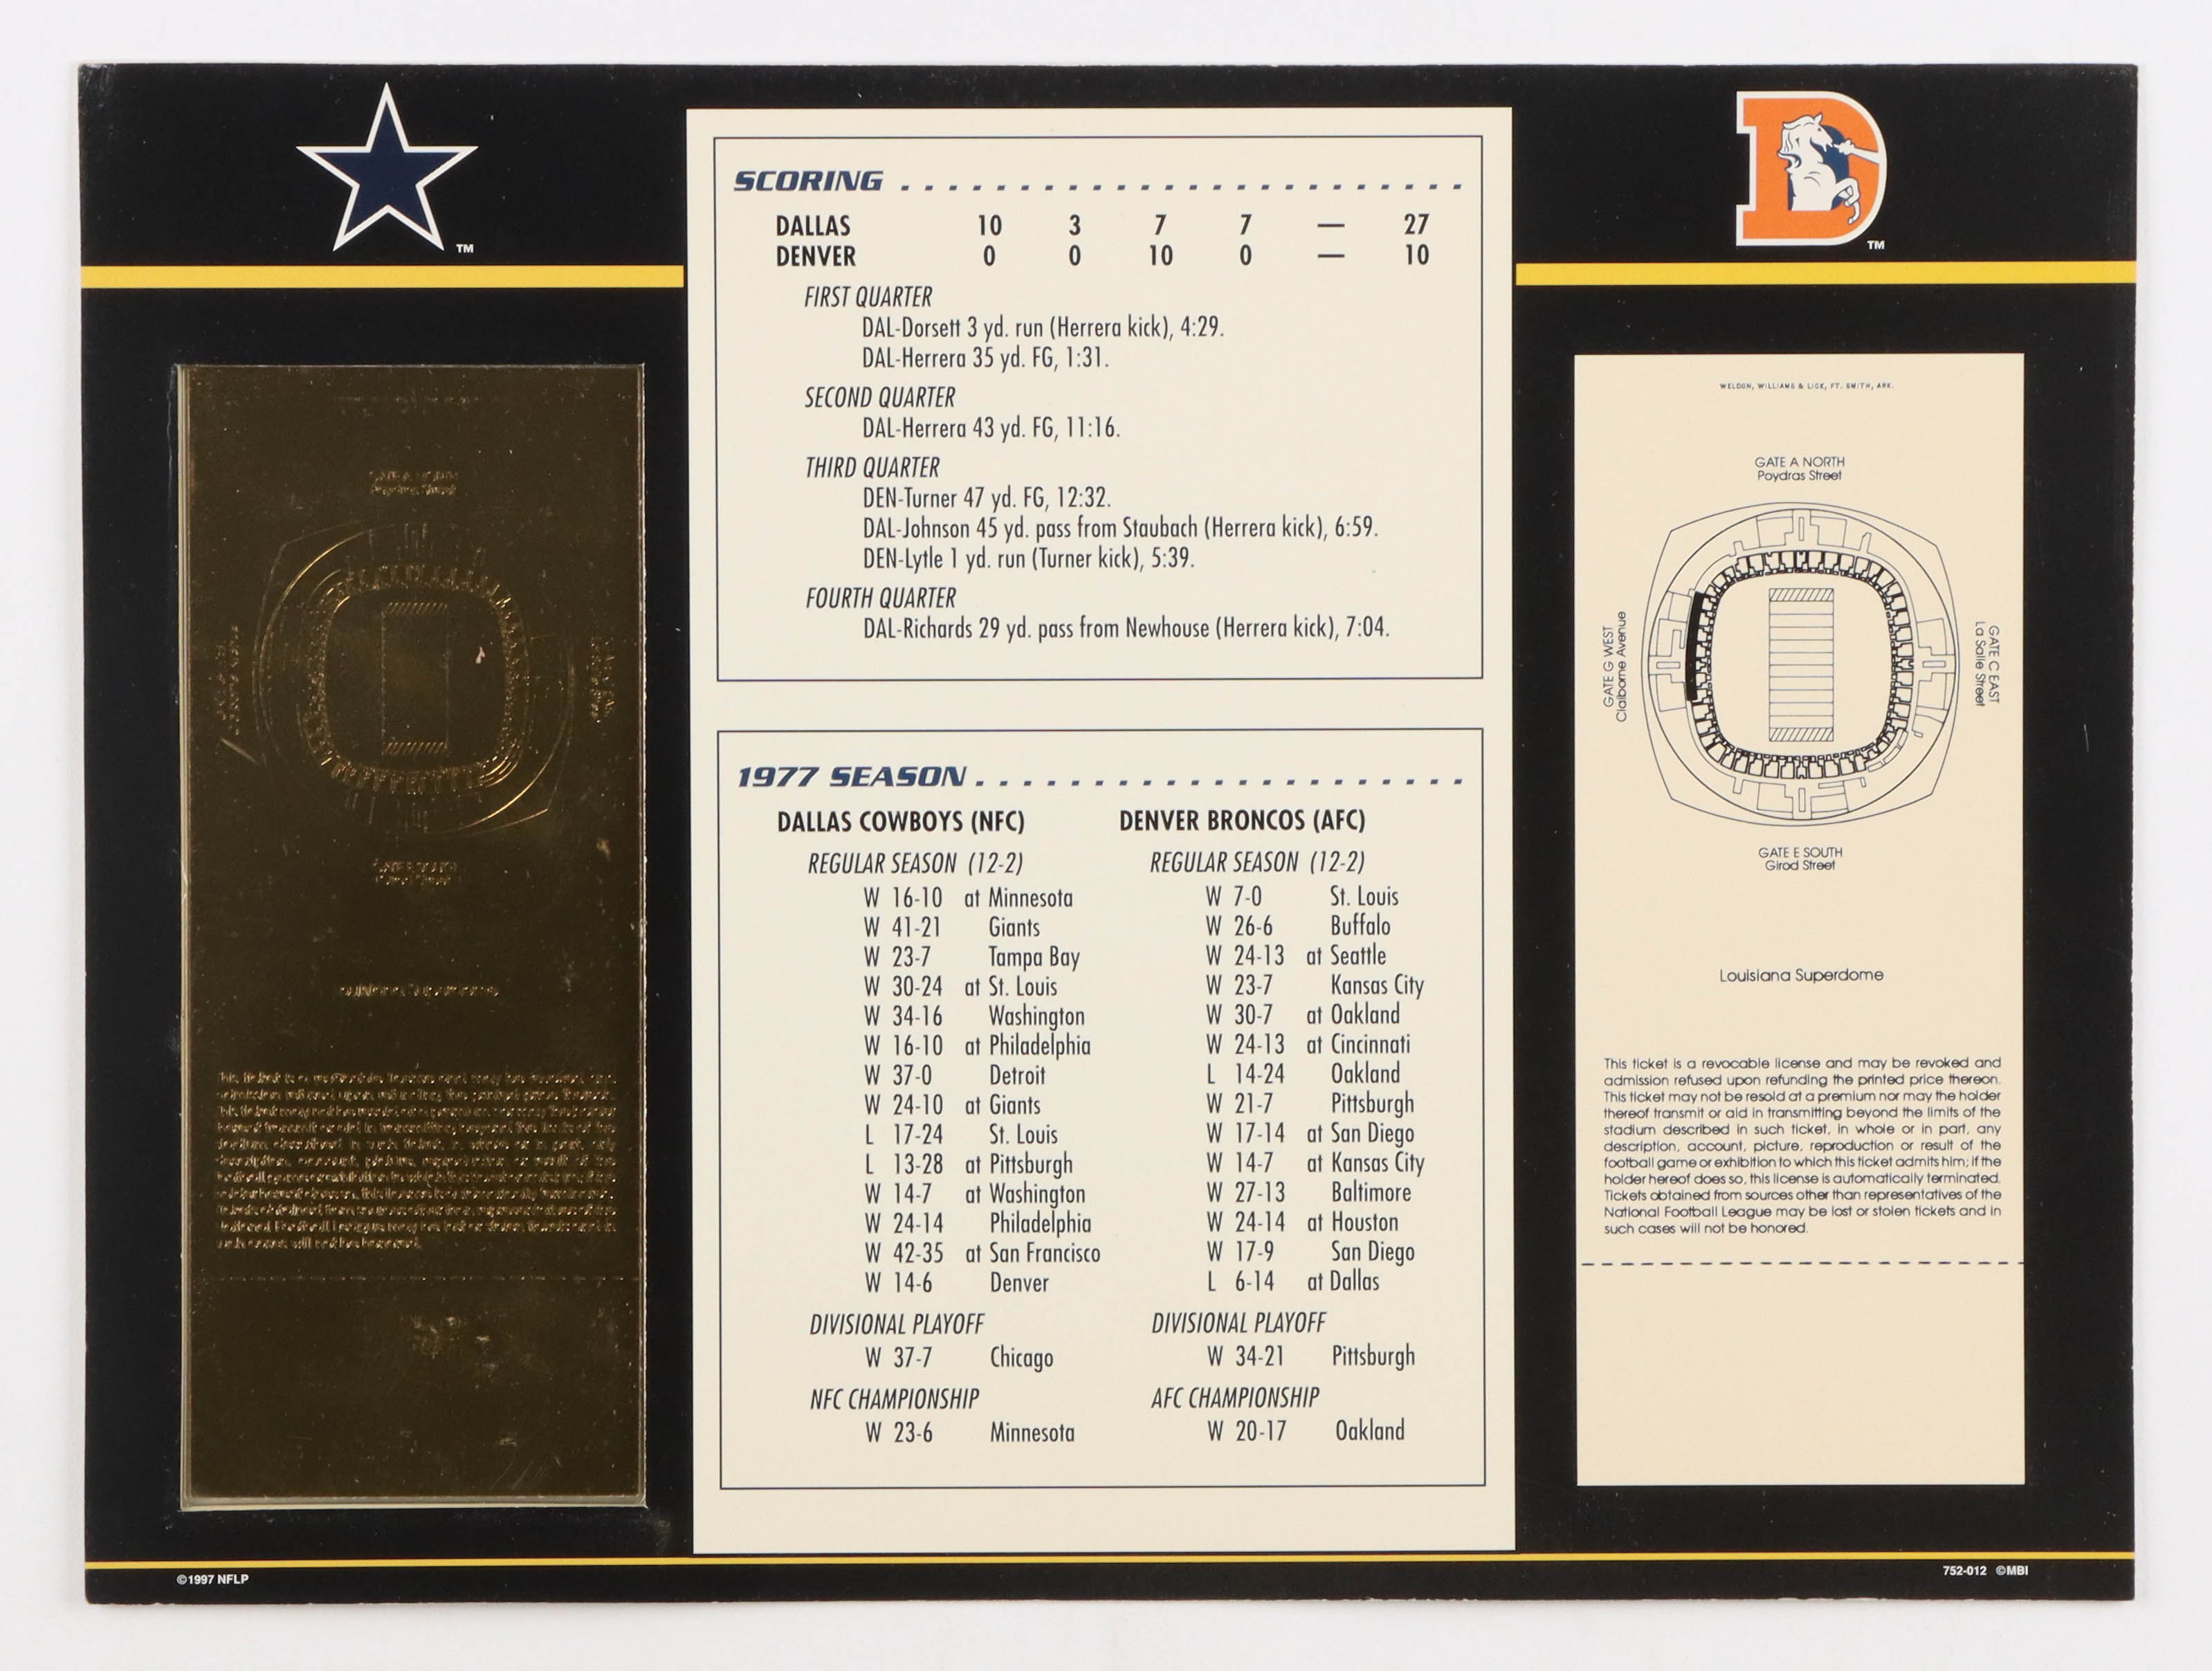 TM
SCORING . . . . . . . . . . . . . . . . . . . . . . . .
DALLAS 10 3 7 7 — 27
DENVER 0 0 10 0 — 10
FIRST QUARTER
DAL-Dorsett 3 yd. run (Herrera kick), 4:29.
DAL-Herrera 35 yd. FG, 1:31.
SECOND QUARTER
DAL-Herrera 43 yd. FG, 11:16.
THIRD QUARTER
DEN-Turner 47 yd. FG, 12:32.
DAL-Johnson 45 yd. pass from Staubach (Herrera kick), 6:59.
DEN-Lytle 1 yd. run (Turner kick), 5:39.
FOURTH QUARTER
DAL-Richards 29 yd. pass from Newhouse (Herrera kick), 7:04.
1977 SEASON . . . . . . . . . . . . . . . . . . . . .
DALLAS COWBOYS (NFC)
REGULAR SEASON (12-2)
W 16-10 at Minnesota
W 41-21 Giants
W 23-7 Tampa Bay
W 30-24 at St. Louis
W 34-16 Washington
W 16-10 at Philadelphia
W 37-0 Detroit
W 24-10 at Giants
L 17-24 St. Louis
L 13-28 at Pittsburgh
W 14-7 at Washington
W 24-14 Philadelphia
W 42-35 at San Francisco
W 14-6 Denver
DIVISIONAL PLAYOFF
W 37-7 Chicago
NFC CHAMPIONSHIP
W 23-6 Minnesota
DENVER BRONCOS (AFC)
REGULAR SEASON (12-2)
W 7-0 St. Louis
W 26-6 Buffalo
W 24-13 at Seattle
W 23-7 Kansas City
W 30-7 at Oakland
W 24-13 at Cincinnati
L 14-24 Oakland
W 21-7 Pittsburgh
W 17-14 at San Diego
W 14-7 at Kansas City
W 27-13 Baltimore
W 24-14 at Houston
W 17-9 San Diego
L 6-14 at Dallas
DIVISIONAL PLAYOFF
W 34-21 Pittsburgh
AFC CHAMPIONSHIP
W 20-17 Oakland
D
TM
WELDON, WILLIAMS & LICK, FT. SMITH, ARK.
GATE A NORTH
Poydras Street
GATE G WEST
Claiborne Avenue
GATE C EAST
La Salle Street
GATE E SOUTH
Girod Street
Louisiana Superdome
This ticket is a revocable license and may be revoked and
admission refused upon refunding the printed price thereon.
This ticket may not be resold at a premium nor may the holder
thereof transmit or aid in transmitting beyond the limits of the
stadium described in such ticket, in whole or in part, any
description, account, picture, reproduction or result of the
football game or exhibition to which this ticket admits him; if the
holder hereof does so, this license is automatically terminated.
Tickets obtained from sources other than representatives of the
National Football League may be lost or stolen tickets and in
such cases will not be honored.
©1997 NFLP
752-012 ©MBI